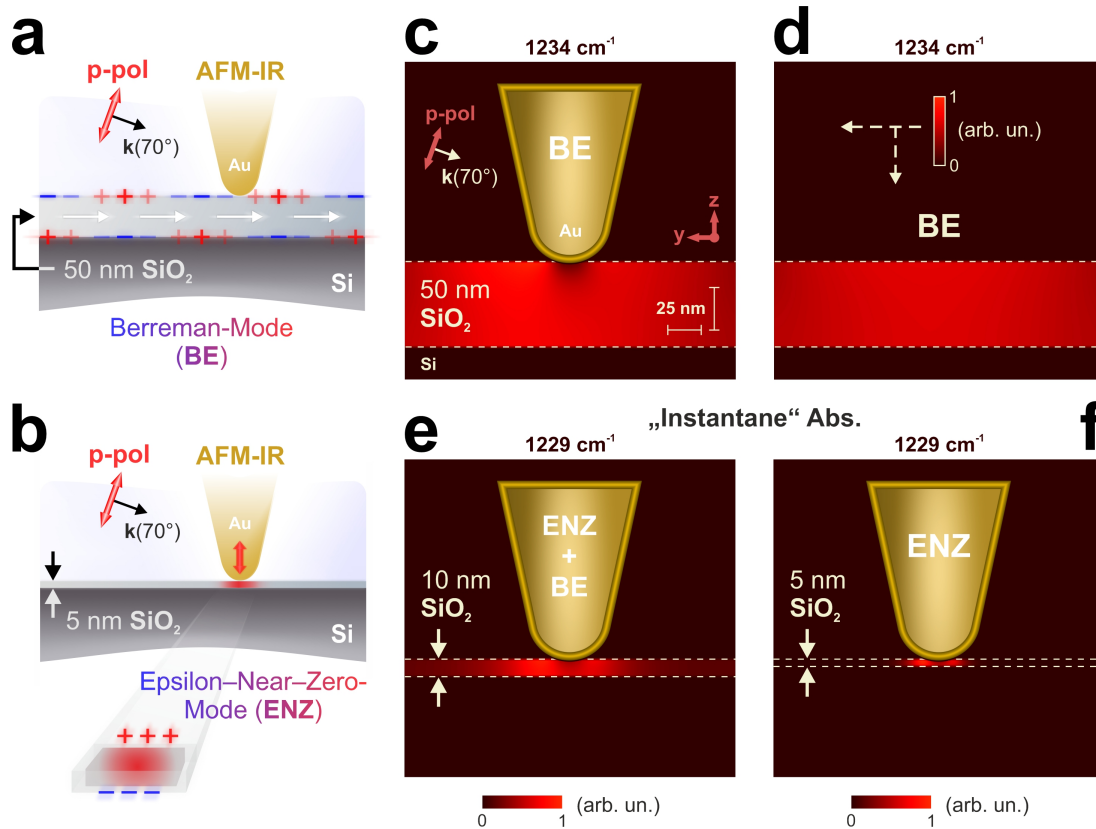 a
p-pol
AFM-IR
k(70°)
Au
50 nm SiO₂
Si
Berreman-Mode
(BE)
c
1234 cm⁻¹
p-pol
k(70°)
BE
Au
z
y
50 nm
SiO₂
25 nm
Si
d
1234 cm⁻¹
1
(arb. un.)
0
BE
b
p-pol
AFM-IR
k(70°)
Au
5 nm SiO₂
Si
Epsilon–Near–Zero-
Mode (ENZ)
+ + +
– – –
„Instantane“ Abs.
e
1229 cm⁻¹
ENZ
+
BE
10 nm
SiO₂
(arb. un.)
0 1
f
1229 cm⁻¹
ENZ
5 nm
SiO₂
(arb. un.)
0 1